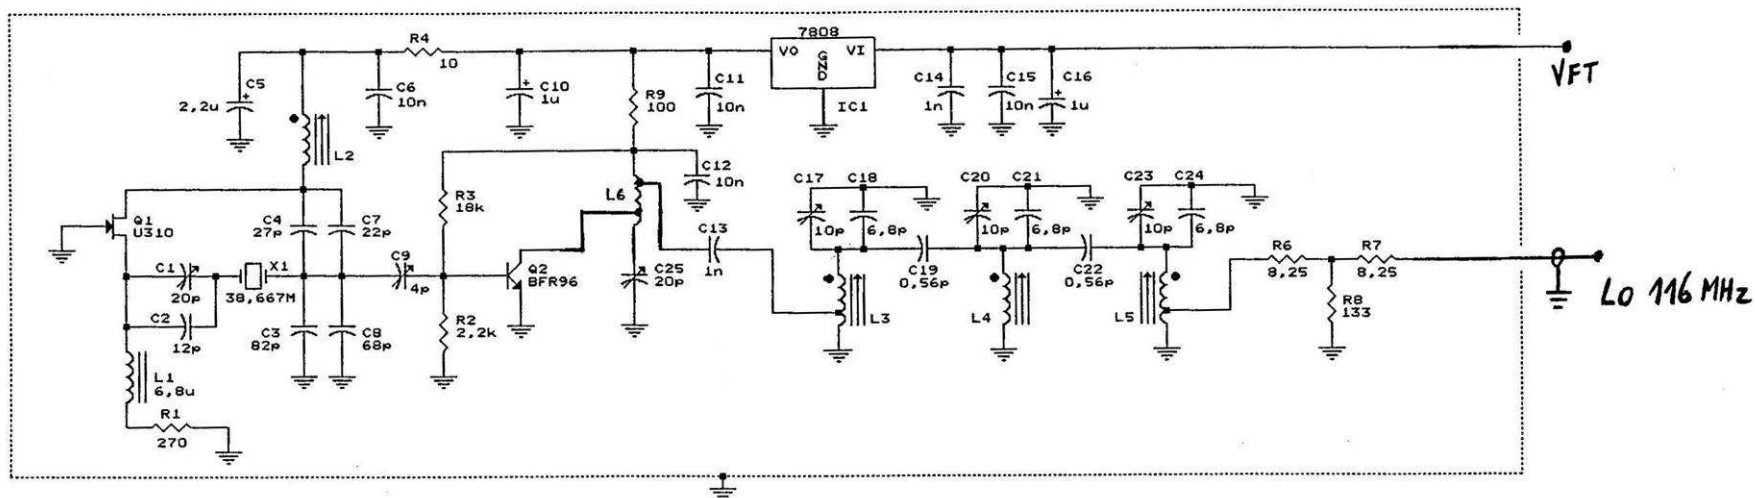 7808
VO
GND
VI
IC1
R4
10
C5
2,2u
C6
10n
C10
1u
R9
100
C11
10n
C14
1n
C15
10n
C16
1u
VFT
L2
R3
18k
L6
C12
10n
Q1
U310
C4
27p
C7
22p
C17
10p
C18
6,8p
C20
10p
C21
6,8p
C23
10p
C24
6,8p
C1
20p
X1
38,667M
C9
4p
Q2
BFR96
C25
20p
C13
1n
C19
0,56p
C22
0,56p
R6
8,25
R7
8,25
LO 116 MHz
C2
12p
C3
82p
C8
68p
R2
2,2k
L3
L4
L5
R8
133
L1
6,8u
R1
270